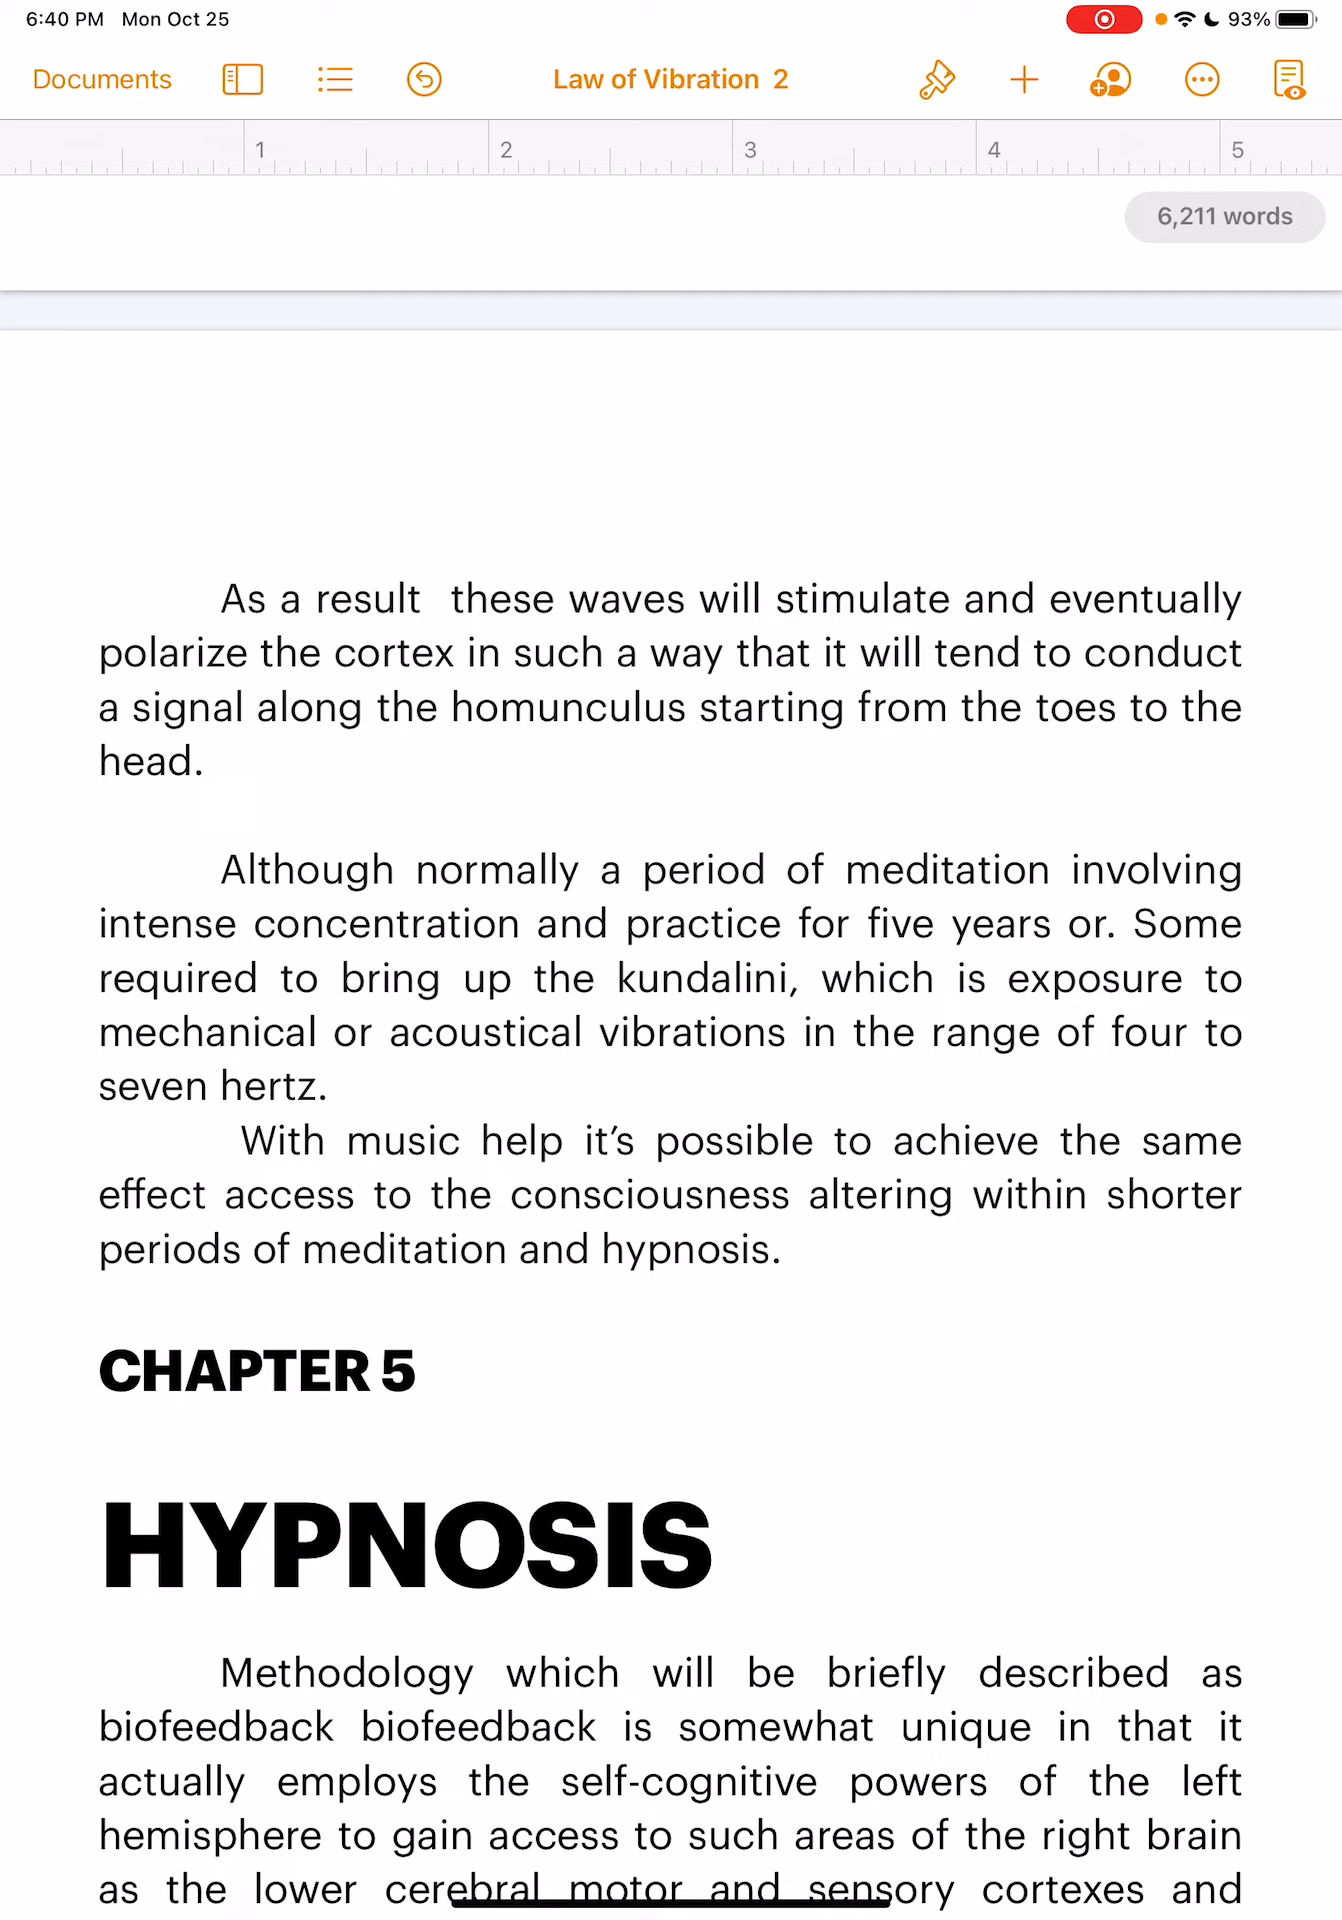 6:40 PM Mon Oct 25 93%
Documents Law of Vibration 2
1 2 3 4 5
6,211 words
As a result these waves will stimulate and eventually
polarize the cortex in such a way that it will tend to conduct
a signal along the homunculus starting from the toes to the
head.
Although normally a period of meditation involving
intense concentration and practice for five years or. Some
required to bring up the kundalini, which is exposure to
mechanical or acoustical vibrations in the range of four to
seven hertz.
With music help it’s possible to achieve the same
effect access to the consciousness altering within shorter
periods of meditation and hypnosis.
CHAPTER 5
HYPNOSIS
Methodology which will be briefly described as
biofeedback biofeedback is somewhat unique in that it
actually employs the self-cognitive powers of the left
hemisphere to gain access to such areas of the right brain
as the lower cerebral motor and sensory cortexes and